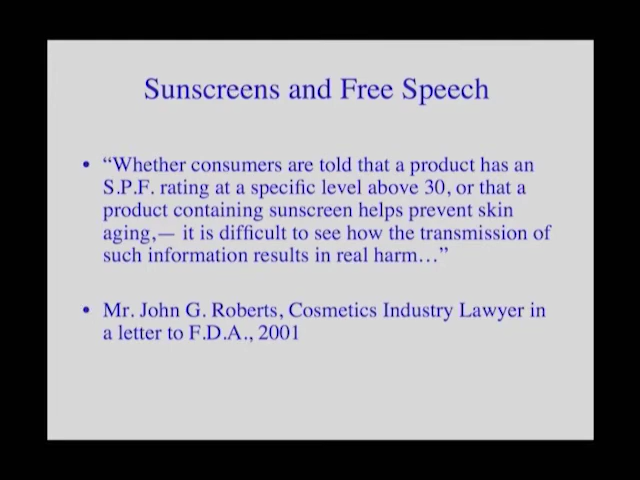 Sunscreens and Free Speech
• “Whether consumers are told that a product has an
S.P.F. rating at a specific level above 30, or that a
product containing sunscreen helps prevent skin
aging,— it is difficult to see how the transmission of
such information results in real harm…”
• Mr. John G. Roberts, Cosmetics Industry Lawyer in
a letter to F.D.A., 2001